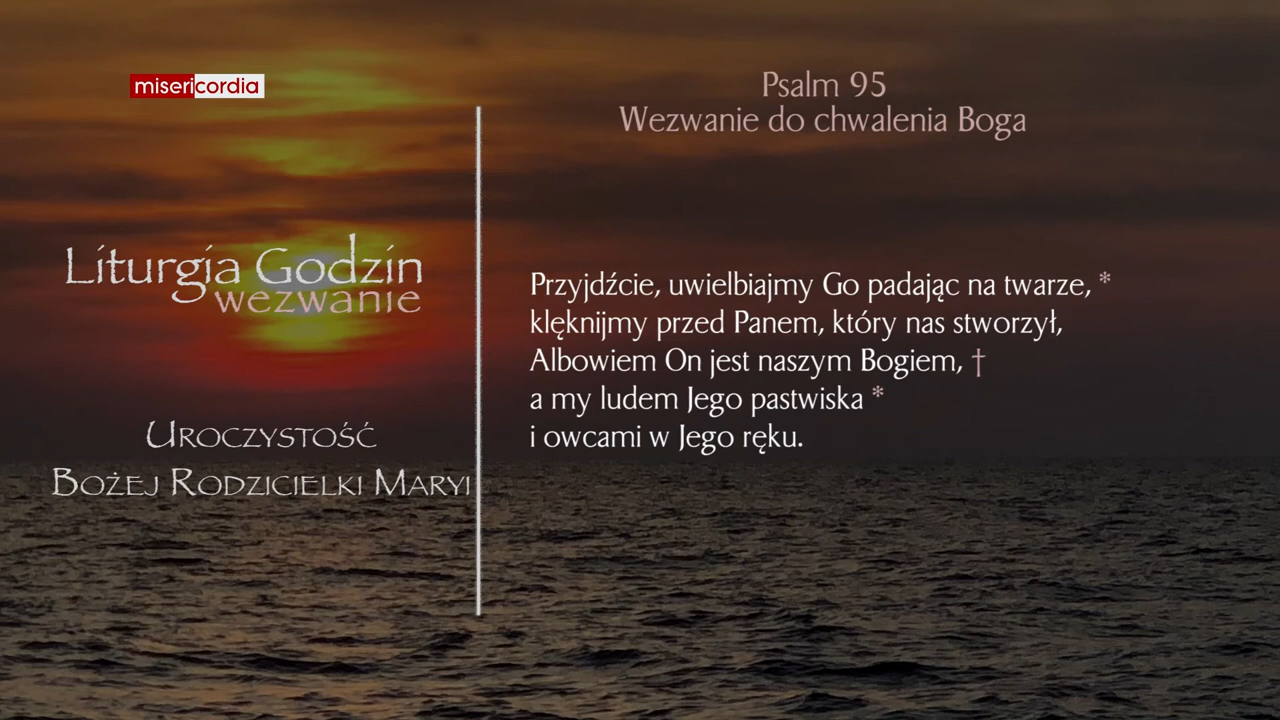 misericordia
Liturgia Godzin
wezwanie
Uroczystość
Bożej Rodzicielki Maryi
Psalm 95
Wezwanie do chwalenia Boga
Przyjdźcie, uwielbiajmy Go padając na twarze, *
klęknijmy przed Panem, który nas stworzył,
Albowiem On jest naszym Bogiem, †
a my ludem Jego pastwiska *
i owcami w Jego ręku.